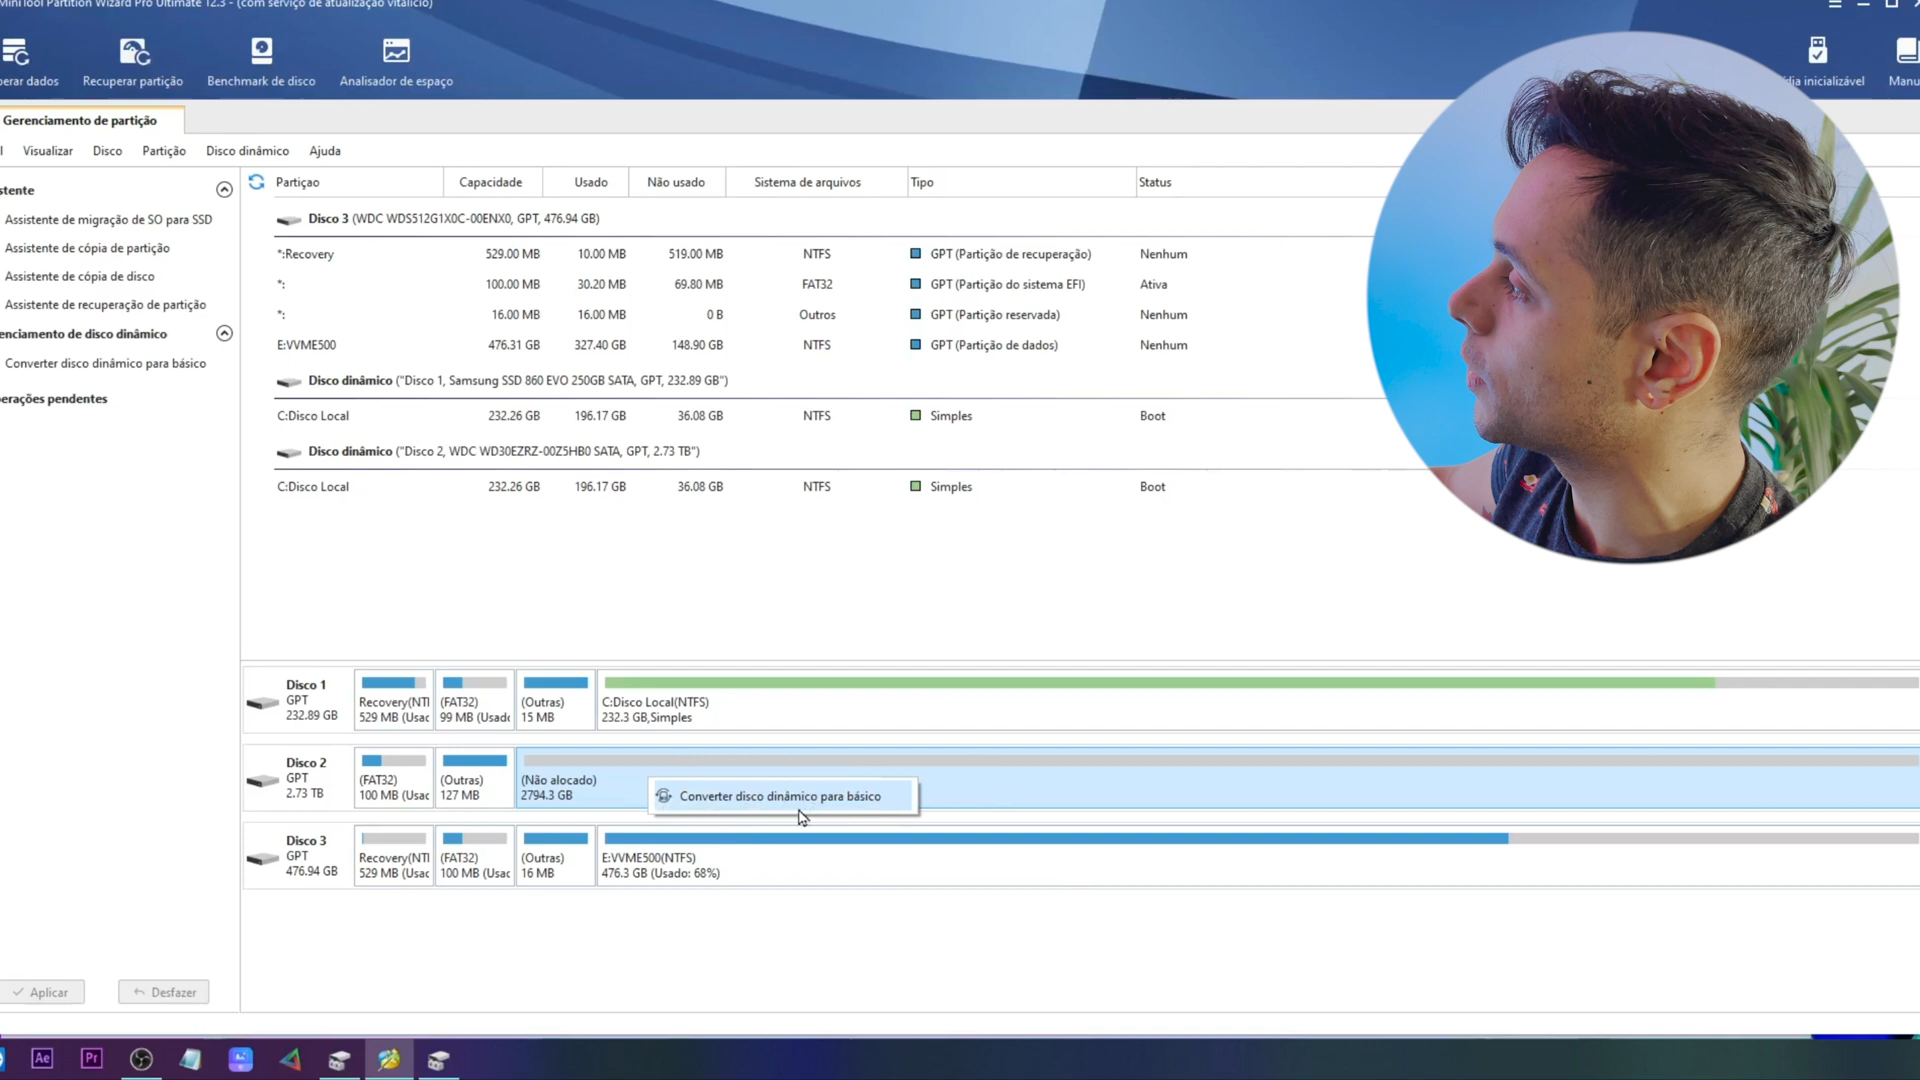 MiniTool Partition Wizard Pro Ultimate 12.3 - (com serviço de atualização vitalício)
perar dados
Recuperar partição
Benchmark de disco
Analisador de espaço
dia inicializável
Manu
Gerenciamento de partição
l
Visualizar
Disco
Partição
Disco dinâmico
Ajuda
stente
Assistente de migração de SO para SSD
Assistente de cópia de partição
Assistente de cópia de disco
Assistente de recuperação de partição
enciamento de disco dinâmico
Converter disco dinâmico para básico
erações pendentes
Partiçao Capacidade Usado Não usado Sistema de arquivos Tipo Status
Disco 3 (WDC WDS512G1X0C-00ENX0, GPT, 476.94 GB)
*:Recovery 529.00 MB 10.00 MB 519.00 MB NTFS GPT (Partição de recuperação) Nenhum
*: 100.00 MB 30.20 MB 69.80 MB FAT32 GPT (Partição do sistema EFI) Ativa
*: 16.00 MB 16.00 MB 0 B Outros GPT (Partição reservada) Nenhum
E:VVME500 476.31 GB 327.40 GB 148.90 GB NTFS GPT (Partição de dados) Nenhum
Disco dinâmico ("Disco 1, Samsung SSD 860 EVO 250GB SATA, GPT, 232.89 GB")
C:Disco Local 232.26 GB 196.17 GB 36.08 GB NTFS Simples Boot
Disco dinâmico ("Disco 2, WDC WD30EZRZ-00Z5HB0 SATA, GPT, 2.73 TB")
C:Disco Local 232.26 GB 196.17 GB 36.08 GB NTFS Simples Boot
Disco 1
GPT
232.89 GB
Recovery(NTI
529 MB (Usac
(FAT32)
99 MB (Usadc
(Outras)
15 MB
C:Disco Local(NTFS)
232.3 GB,Simples
Disco 2
GPT
2.73 TB
(FAT32)
100 MB (Usac
(Outras)
127 MB
(Não alocado)
2794.3 GB
Converter disco dinâmico para básico
Disco 3
GPT
476.94 GB
Recovery(NTI
529 MB (Usac
(FAT32)
100 MB (Usac
(Outras)
16 MB
E:VVME500(NTFS)
476.3 GB (Usado: 68%)
Aplicar
Desfazer
Ae
Pr